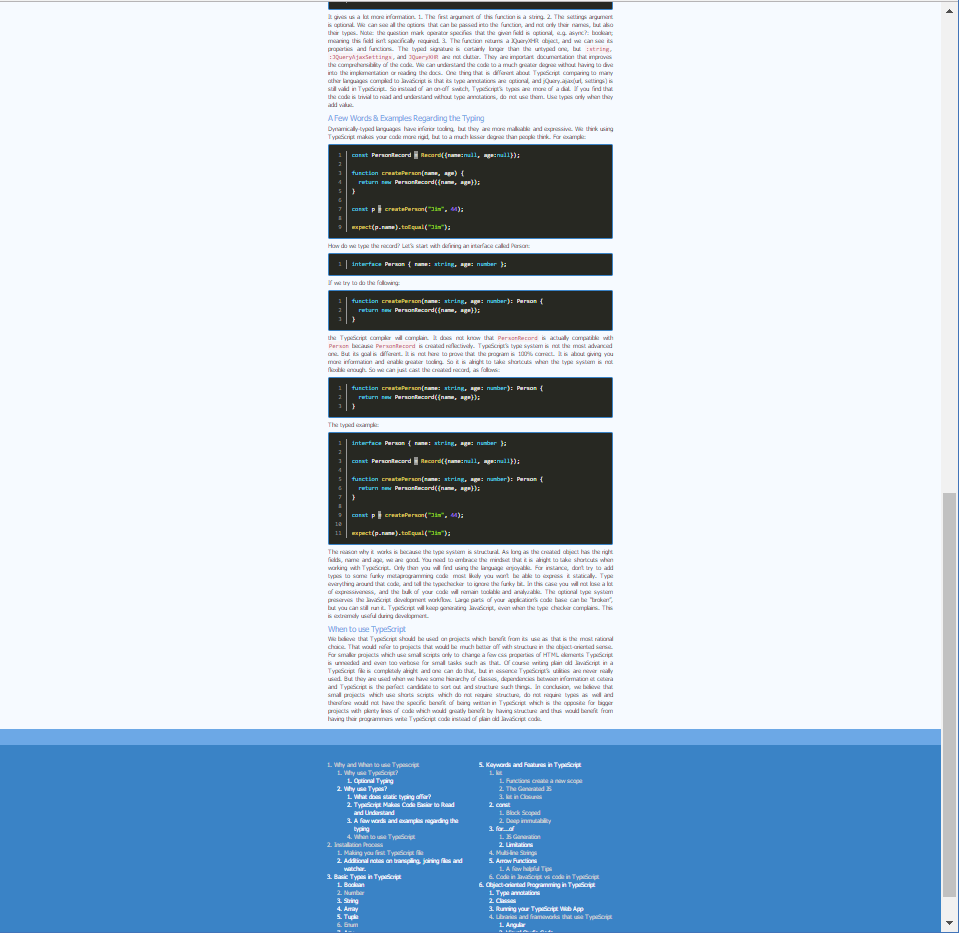 It gives us a lot more information. 1. The first argument of this function is a string. 2. The settings argument
is optional. We can see all the options that can be passed into the function, and not only their names, but also
their types. Note: the question mark operator specifies that the given field is optional, e.g. async?: boolean;
meaning this field isn't specifically required. 3. The function returns a JQueryXHR object, and we can see its
properties and functions. The typed signature is certainly longer than the untyped one, but :string,
:JQueryAjaxSettings, and JQueryXHR are not clutter. They are important documentation that improves
the comprehensibility of the code. We can understand the code to a much greater degree without having to dive
into the implementation or reading the docs. One thing that is different about TypeScript comparing to many
other languages compiled to JavaScript is that its type annotations are optional, and jQuery.ajax(url, settings) is
still valid in TypeScript. So instead of an on-off switch, TypeScript's types are more of a dial. If you find that
the code is trivial to read and understand without type annotations, do not use them. Use types only when they
add value.
A Few Words & Examples Regarding the Typing
Dynamically-typed languages have inferior tooling, but they are more malleable and expressive. We think using
TypeScript makes your code more rigid, but to a much lesser degree than people think. For example:
1 const PersonRecord = Record({name:null, age:null});
2
3 function createPerson(name, age) {
4 return new PersonRecord({name, age});
5 }
6
7 const p = createPerson("Jim", 44);
8
9 expect(p.name).toEqual("Jim");
How do we type the record? Let's start with defining an interface called Person:
1 interface Person { name: string, age: number };
If we try to do the following:
1 function createPerson(name: string, age: number): Person {
2 return new PersonRecord({name, age});
3 }
the TypeScript compiler will complain. It does not know that PersonRecord is actually compatible with
Person because PersonRecord is created reflectively. TypeScript's type system is not the most advanced
one. But its goal is different. It is not here to prove that the program is 100% correct. It is about giving you
more information and enable greater tooling. So it is alright to take shortcuts when the type system is not
flexible enough. So we can just cast the created record, as follows:
1 function createPerson(name: string, age: number): Person {
2 return new PersonRecord({name, age});
3 }
The typed example:
1 interface Person { name: string, age: number };
2
3 const PersonRecord = Record({name:null, age:null});
4
5 function createPerson(name: string, age: number): Person {
6 return new PersonRecord({name, age});
7 }
8
9 const p = createPerson("Jim", 44);
10
11 expect(p.name).toEqual("Jim");
The reason why it works is because the type system is structural. As long as the created object has the right
fields, name and age, we are good. You need to embrace the mindset that it is alright to take shortcuts when
working with TypeScript. Only then you will find using the language enjoyable. For instance, don't try to add
types to some funky metaprogramming code most likely you won't be able to express it statically. Type
everything around that code, and tell the typechecker to ignore the funky bit. In this case you will not lose a lot
of expressiveness, and the bulk of your code will remain toolable and analyzable. The optional type system
preserves the JavaScript development workflow. Large parts of your application's code base can be "broken",
but you can still run it. TypeScript will keep generating JavaScript, even when the type checker complains. This
is extremely useful during development.
When to use TypeScript
We believe that TypeScript should be used on projects which benefit from its use as that is the most rational
choice. That would refer to projects that would be much better off with structure in the object-oriented sense.
For smaller projects which use small scripts only to change a few css properties of HTML elements TypeScript
is unneeded and even too verbose for small tasks such as that. Of course writing plain old JavaScript in a
TypeScript file is completely alright and one can do that, but in essence TypeScript's utilities are never really
used. But they are used when we have some hierarchy of classes, dependences between information et cetera
and TypeScript is the perfect candidate to sort out and structure such things. In conclusion, we believe that
small projects which use shorts scripts which do not require structure, do not require types as well and
therefore would not have the specific benefit of being written in TypeScript which is the opposite for bigger
projects with plenty lines of code which would greatly benefit by having structure and thus would benefit from
having their programmers write TypeScript code instead of plain old JavaScript code.
1. Why and When to use Typescript
1. Why use TypeScript?
1. Optional Typing
2. Why use Types?
1. What does static typing offer?
2. TypeScript Makes Code Easier to Read
and Understand
3. A few words and examples regarding the
typing
4. When to use TypeScript
2. Installation Process
1. Making you first TypeScript file
2. Additional notes on transpiling, joining files and
watcher.
3. Basic Types in TypeScript
1. Boolean
2. Number
3. String
4. Array
5. Tuple
6. Enum
5. Keywords and Features in TypeScript
1. let
1. Functions create a new scope
2. The Generated JS
3. let in Closures
2. const
1. Block Scoped
2. Deep immutability
3. for...of
1. JS Generation
2. Limitations
4. Multi-line Strings
5. Arrow Functions
1. A few helpful Tips
6. Code in JavaScript vs code in TypeScript
6. Object-oriented Programming in TypeScript
1. Type annotations
2. Classes
3. Running your TypeScript Web App
4. Libraries and frameworks that use TypeScript
1. Angular